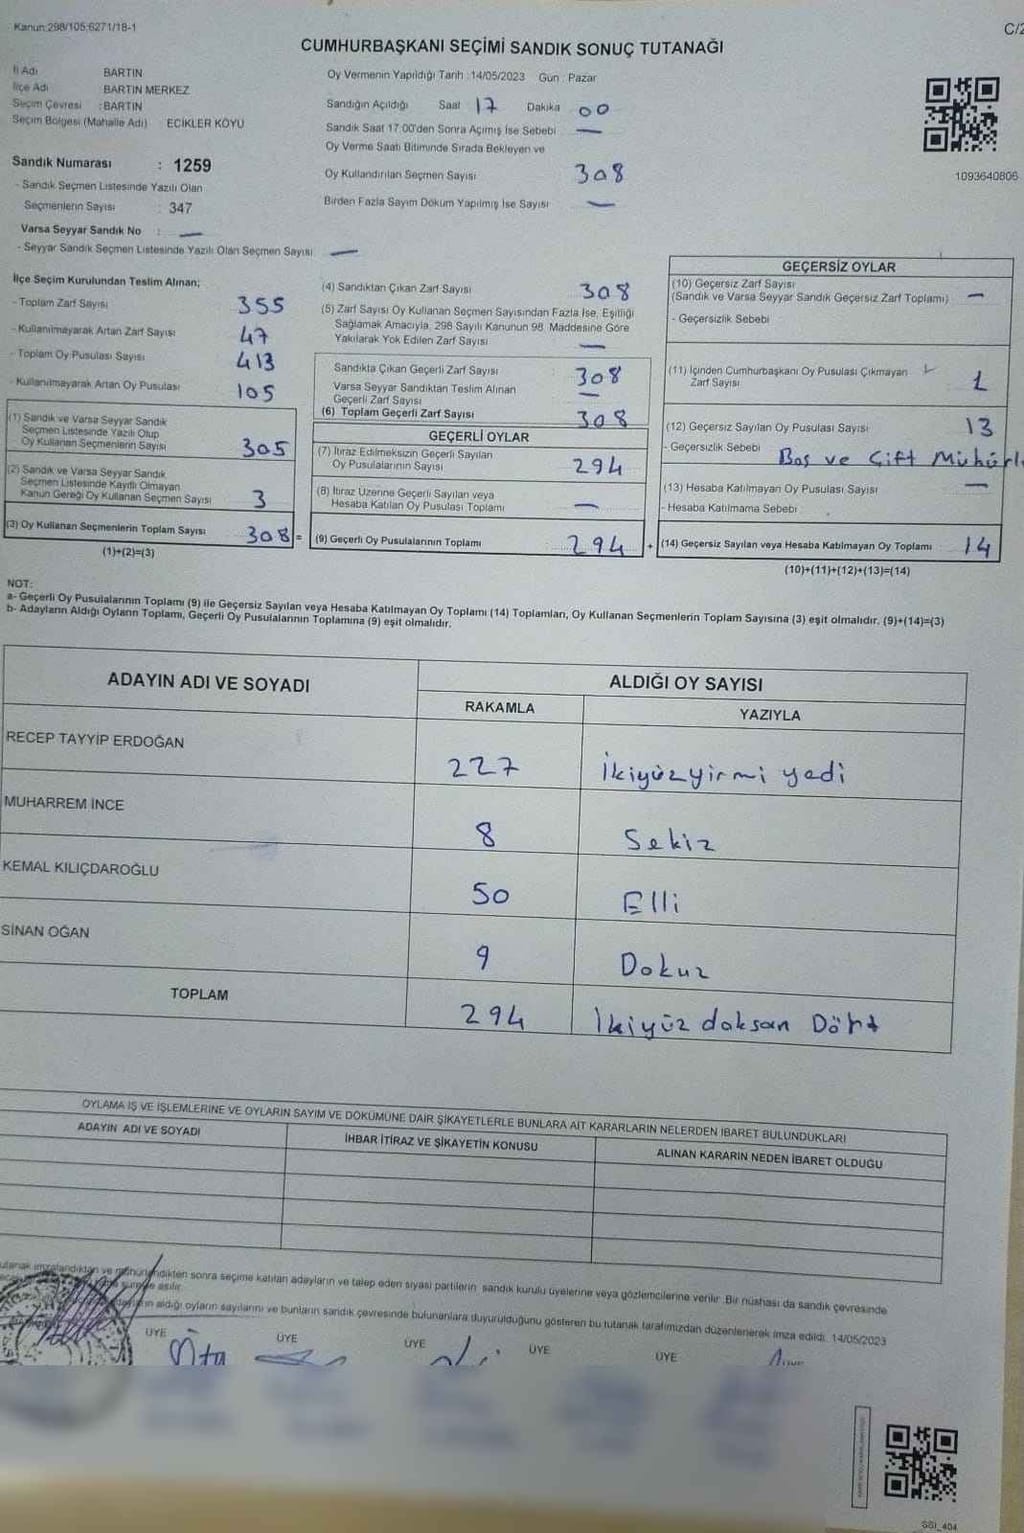 Kanun:298/105;6271/18-1
C/2
CUMHURBAŞKANI SEÇİMİ SANDIK SONUÇ TUTANAĞI
İl Adı BARTIN
İlçe Adı BARTIN MERKEZ
Seçim Çevresi : BARTIN
Seçim Bölgesi (Mahalle Adı) ECİKLER KÖYÜ
Oy Vermenin Yapıldığı Tarih :14/05/2023 Gün : Pazar
Sandığın Açıldığı Saat 17 Dakika 00
Sandık Saat 17:00'den Sonra Açılmış İse Sebebi —
Oy Verme Saati Bitiminde Sırada Bekleyen ve
Oy Kullandırılan Seçmen Sayısı 308
Birden Fazla Sayım Döküm Yapılmış İse Sayısı —
1093640806
Sandık Numarası : 1259
- Sandık Seçmen Listesinde Yazılı Olan
Seçmenlerin Sayısı : 347
Varsa Seyyar Sandık No : —
- Seyyar Sandık Seçmen Listesinde Yazılı Olan Seçmen Sayısı —
İlçe Seçim Kurulundan Teslim Alınan;
- Toplam Zarf Sayısı 355
- Kullanılmayarak Artan Zarf Sayısı 47
- Toplam Oy Pusulası Sayısı 413
- Kullanılmayarak Artan Oy Pusulası 105
(1) Sandık ve Varsa Seyyar Sandık
Seçmen Listesinde Yazılı Olup
Oy Kullanan Seçmenlerin Sayısı 305
(2) Sandık ve Varsa Seyyar Sandık
Seçmen Listesinde Kayıtlı Olmayan
Kanun Gereği Oy Kullanan Seçmen Sayısı 3
(3) Oy Kullanan Seçmenlerin Toplam Sayısı 308 =
(1)+(2)=(3)
(4) Sandıktan Çıkan Zarf Sayısı 308
(5) Zarf Sayısı Oy Kullanan Seçmen Sayısından Fazla İse, Eşitliği
Sağlamak Amacıyla, 298 Sayılı Kanunun 98. Maddesine Göre
Yakılarak Yok Edilen Zarf Sayısı —
Sandıkta Çıkan Geçerli Zarf Sayısı : 308
Varsa Seyyar Sandıktan Teslim Alınan
Geçerli Zarf Sayısı —
(6) Toplam Geçerli Zarf Sayısı 308
GEÇERLİ OYLAR
(7) İtiraz Edilmeksizin Geçerli Sayılan
Oy Pusulalarının Sayısı 294
(8) İtiraz Üzerine Geçerli Sayılan veya
Hesaba Katılan Oy Pusulası Toplamı —
(9) Geçerli Oy Pusulalarının Toplamı 294 +
GEÇERSİZ OYLAR
(10) Geçersiz Zarf Sayısı
(Sandık ve Varsa Seyyar Sandık Geçersiz Zarf Toplamı) —
- Geçersizlik Sebebi
(11) İçinden Cumhurbaşkanı Oy Pusulası Çıkmayan
Zarf Sayısı 1
(12) Geçersiz Sayılan Oy Pusulası Sayısı 13
- Geçersizlik Sebebi Boş ve Çift Mühürlü
(13) Hesaba Katılmayan Oy Pusulası Sayısı —
- Hesaba Katılmama Sebebi
(14) Geçersiz Sayılan veya Hesaba Katılmayan Oy Toplamı : 14
(10)+(11)+(12)+(13)=(14)
NOT:
a- Geçerli Oy Pusulalarının Toplamı (9) ile Geçersiz Sayılan veya Hesaba Katılmayan Oy Toplamı (14) Toplamları, Oy Kullanan Seçmenlerin Toplam Sayısına (3) eşit olmalıdır. (9)+(14)=(3)
b- Adayların Aldığı Oyların Toplamı, Geçerli Oy Pusulalarının Toplamına (9) eşit olmalıdır.
ADAYIN ADI VE SOYADI
ALDIĞI OY SAYISI
RAKAMLA YAZIYLA
RECEP TAYYİP ERDOĞAN 227 İkiyüzyirmi yedi
MUHARREM İNCE 8 Sekiz
KEMAL KILIÇDAROĞLU 50 Elli
SİNAN OĞAN 9 Dokuz
TOPLAM 294 İkiyüz doksan Dört
OYLAMA İŞ VE İŞLEMLERİNE VE OYLARIN SAYIM VE DÖKÜMÜNE DAİR ŞİKAYETLERLE BUNLARA AİT KARARLARIN NELERDEN İBARET BULUNDUKLARI
ADAYIN ADI VE SOYADI İHBAR İTİRAZ VE ŞİKAYETİN KONUSU ALINAN KARARIN NEDEN İBARET OLDUĞU
utanak imzalandıktan ve mühürlendikten sonra seçime katılan adayların ve talep eden siyasi partilerin sandık kurulu üyelerine veya gözlemcilerine verilir. Bir nüshası da sandık çevresinde
süreyle asılır.
aldığı oyların sayılarını ve bunların sandık çevresinde bulunanlara duyurulduğunu gösteren bu tutanak tarafımızdan düzenlenerek imza edildi. 14/05/2023
ÜYE ÜYE ÜYE ÜYE ÜYE
SSI_404